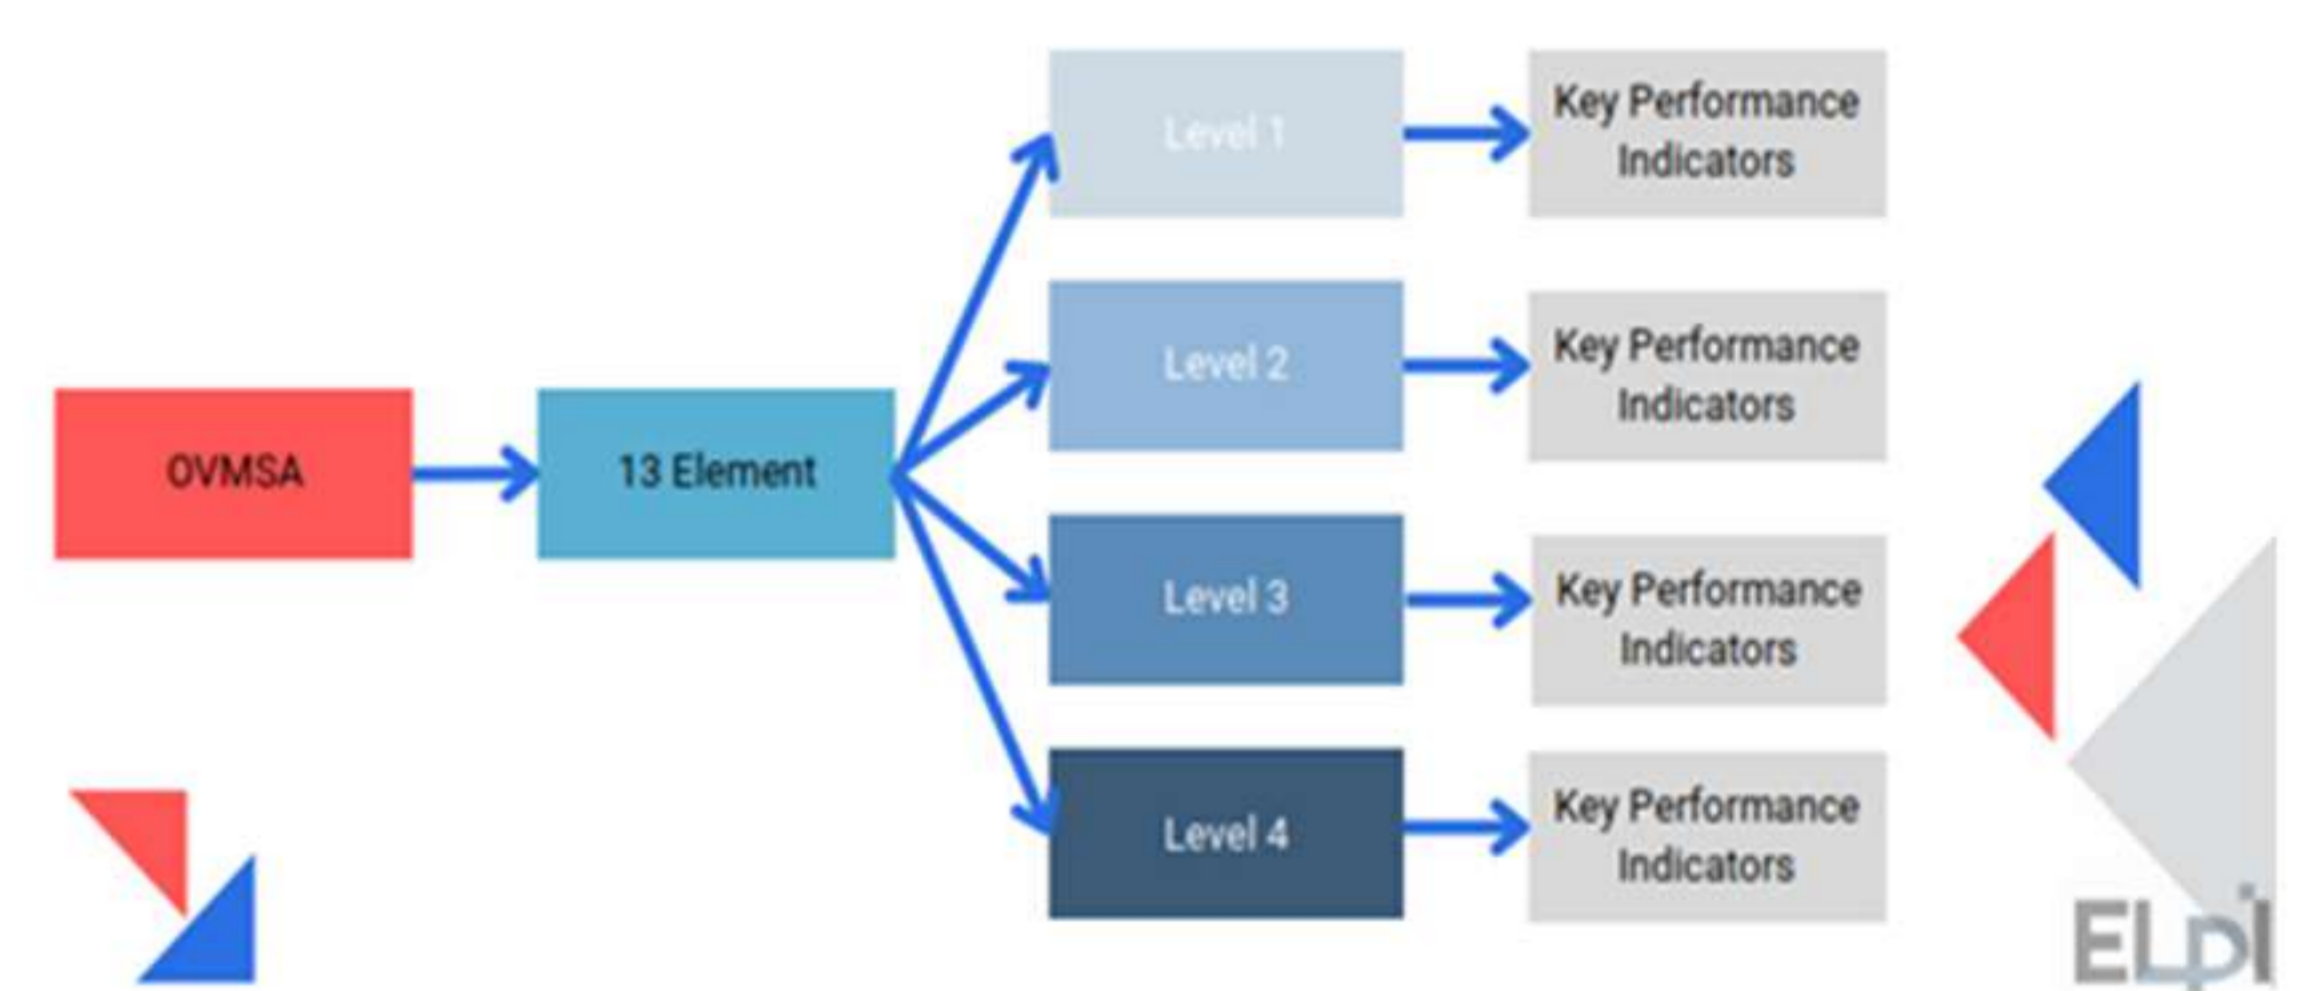 OVMSA
13 Element
Level 1
Key Performance
Indicators
Level 2
Key Performance
Indicators
Level 3
Key Performance
Indicators
Level 4
Key Performance
Indicators
ELpi